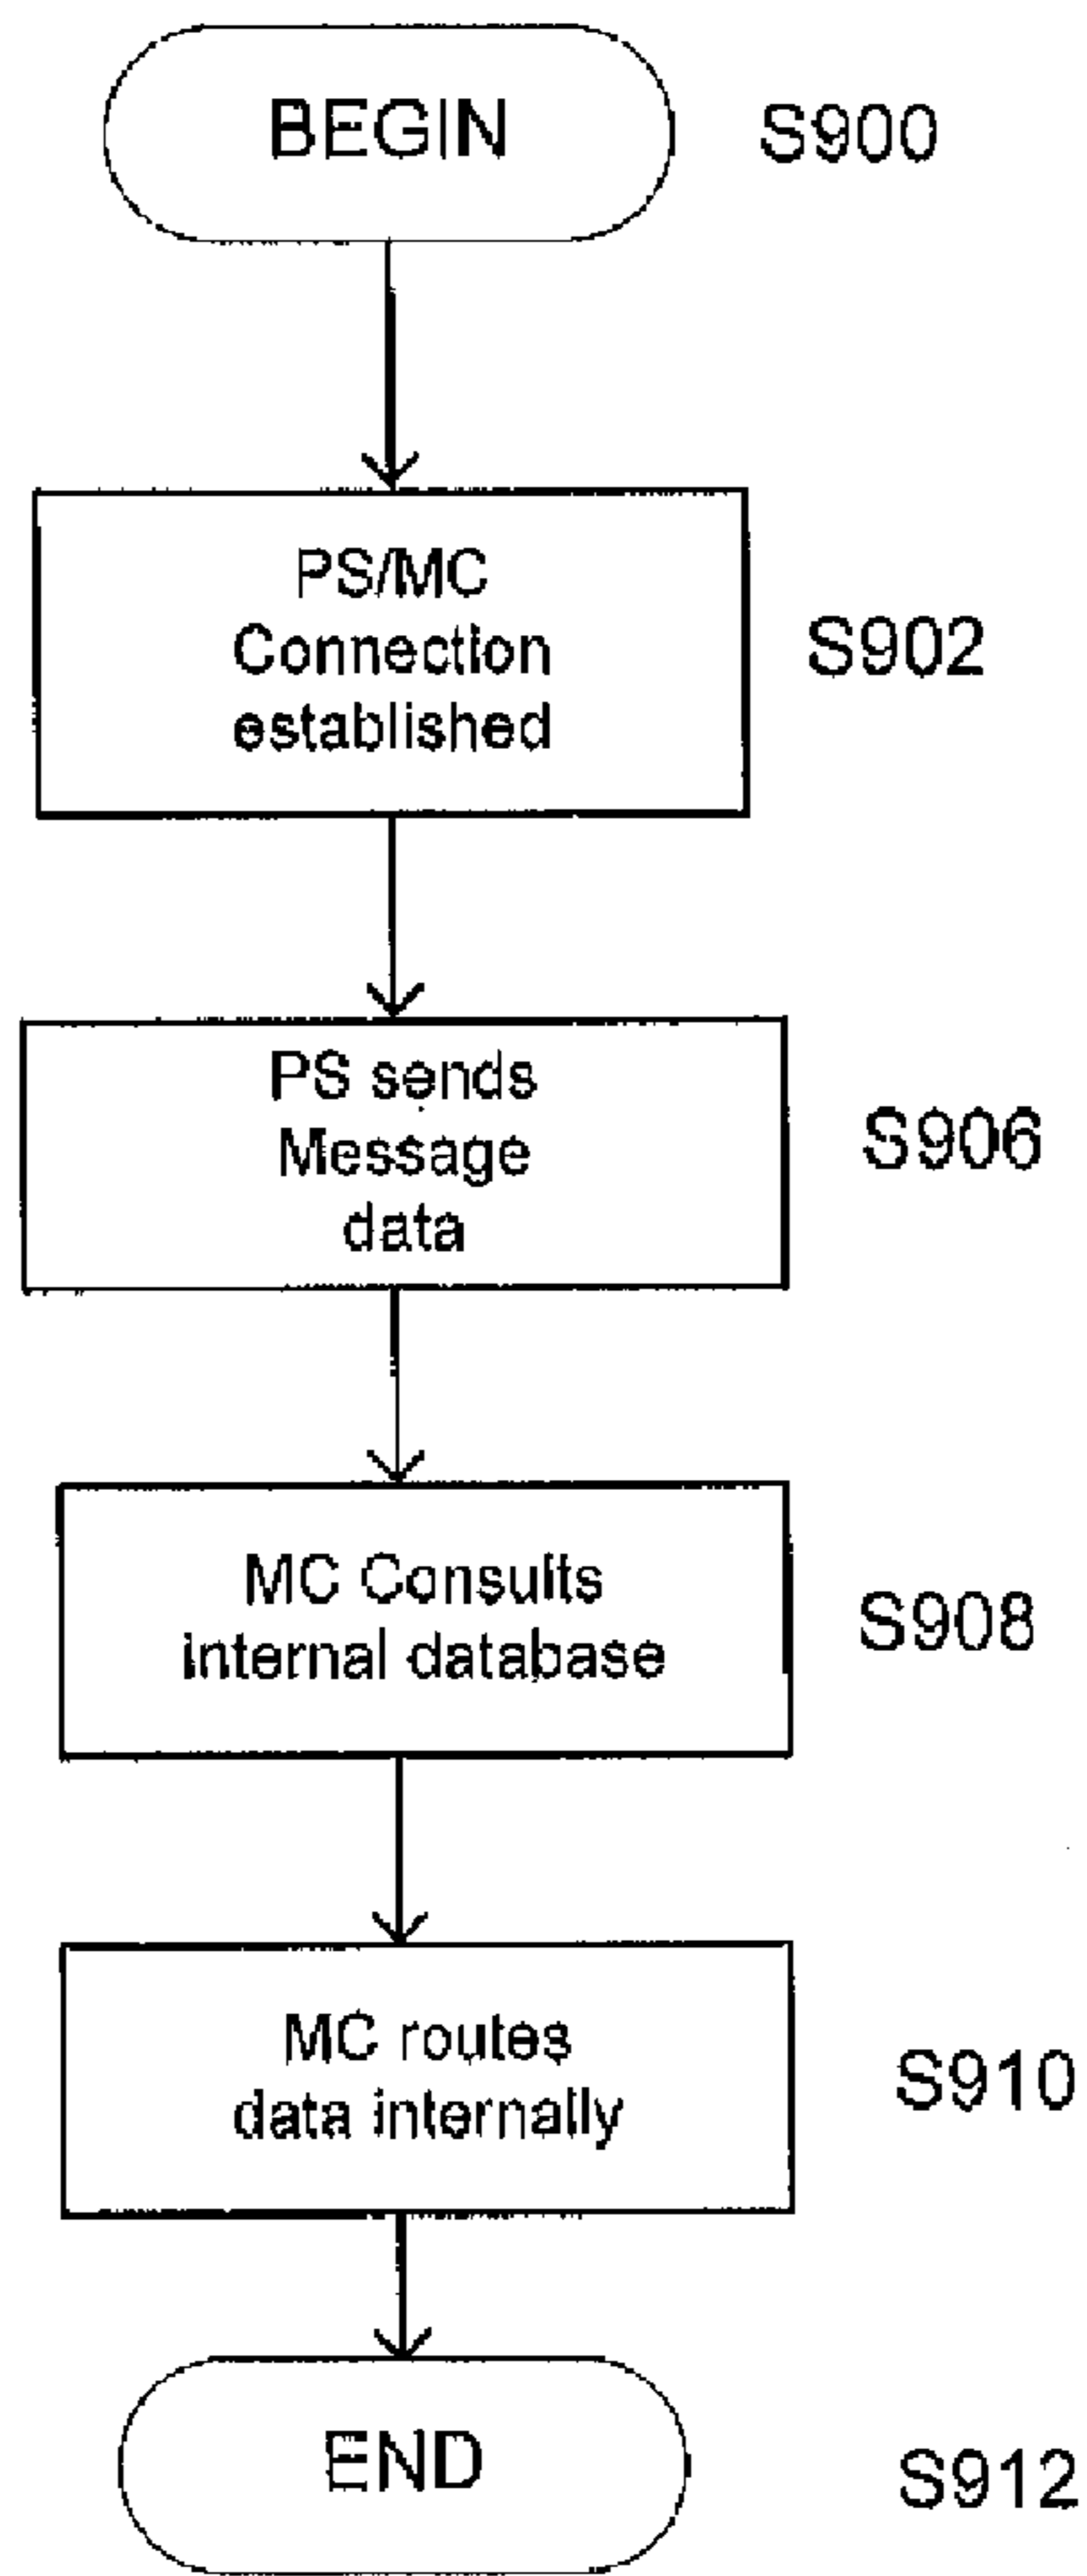 BEGIN
S900
PS/MC
Connection
established
S902
PS sends
Message
data
S906
MC Consults
internal database
S908
MC routes
data internally
S910
END
S912